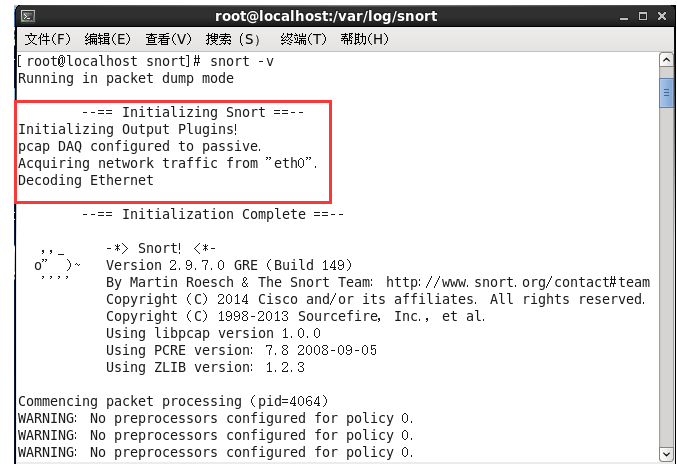 root@localhost:/var/log/snort
文件(F) 编辑(E) 查看(V) 搜索 (S) 终端(T) 帮助(H)
[root@localhost snort]# snort -v
Running in packet dump mode
--== Initializing Snort ==--
Initializing Output Plugins!
pcap DAQ configured to passive.
Acquiring network traffic from "eth0".
Decoding Ethernet
--== Initialization Complete ==--
,,_ -*> Snort! <*-
o" )~ Version 2.9.7.0 GRE (Build 149)
'''' By Martin Roesch & The Snort Team: http://www.snort.org/contact#team
Copyright (C) 2014 Cisco and/or its affiliates. All rights reserved.
Copyright (C) 1998-2013 Sourcefire, Inc., et al.
Using libpcap version 1.0.0
Using PCRE version: 7.8 2008-09-05
Using ZLIB version: 1.2.3
Commencing packet processing (pid=4064)
WARNING: No preprocessors configured for policy 0.
WARNING: No preprocessors configured for policy 0.
WARNING: No preprocessors configured for policy 0.